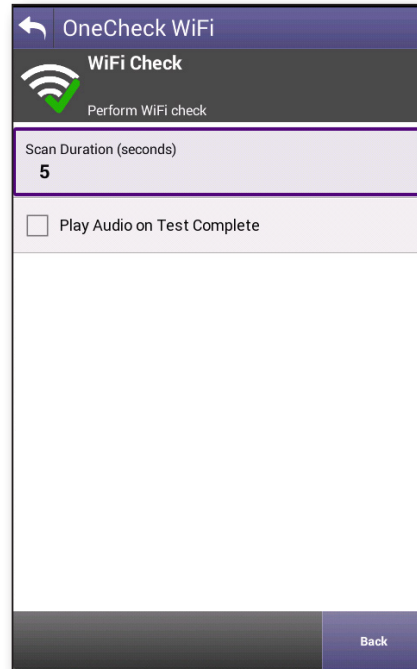 OneCheck WiFi
WiFi Check
Perform WiFi check
Scan Duration (seconds)
5
Play Audio on Test Complete
Back